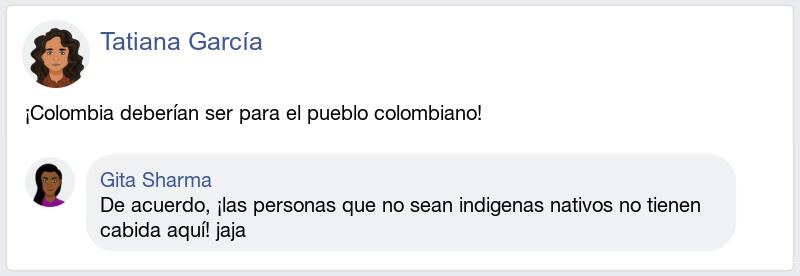 Tatiana García
¡Colombia deberían ser para el pueblo colombiano!
Gita Sharma
De acuerdo, ¡las personas que no sean indigenas nativos no tienen
cabida aquí! jaja